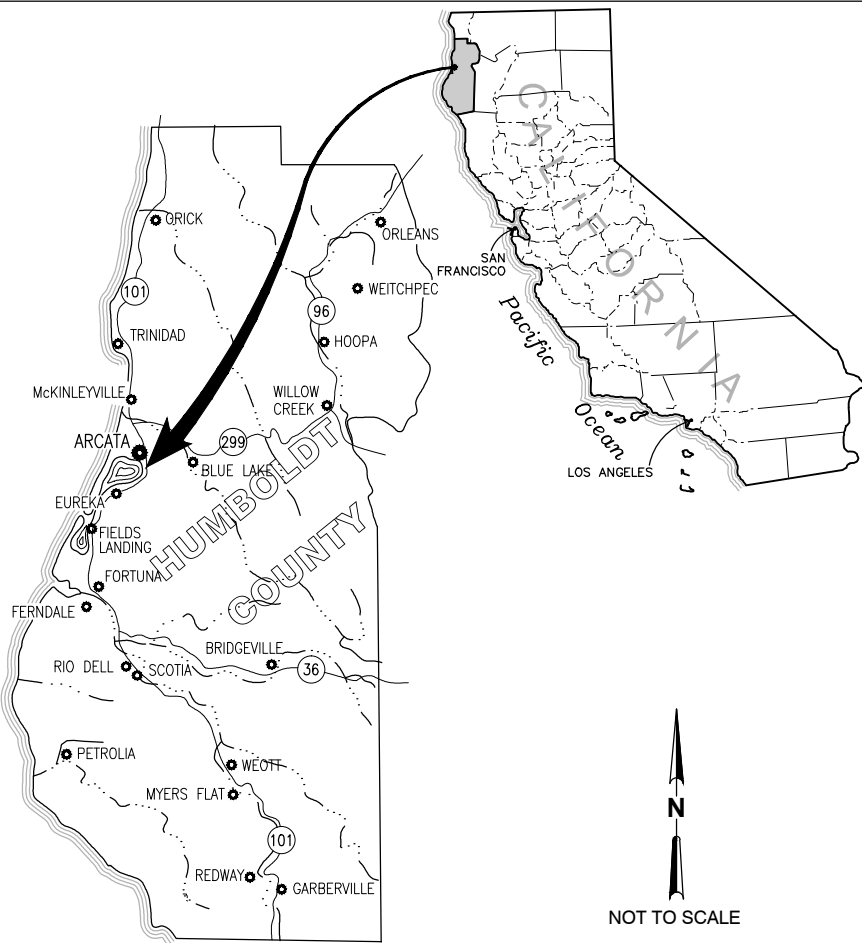 CALIFORNIA
SAN
FRANCISCO
Pacific
Ocean
LOS ANGELES
ORICK
ORLEANS
101
WEITCHPEC
96
TRINIDAD
HOOPA
McKINLEYVILLE
WILLOW
CREEK
ARCATA
299
BLUE LAKE
EUREKA
HUMBOLDT
COUNTY
FIELDS
LANDING
FORTUNA
FERNDALE
BRIDGEVILLE
RIO DELL
SCOTIA
36
PETROLIA
WEOTT
MYERS FLAT
101
REDWAY
GARBERVILLE
N
NOT TO SCALE